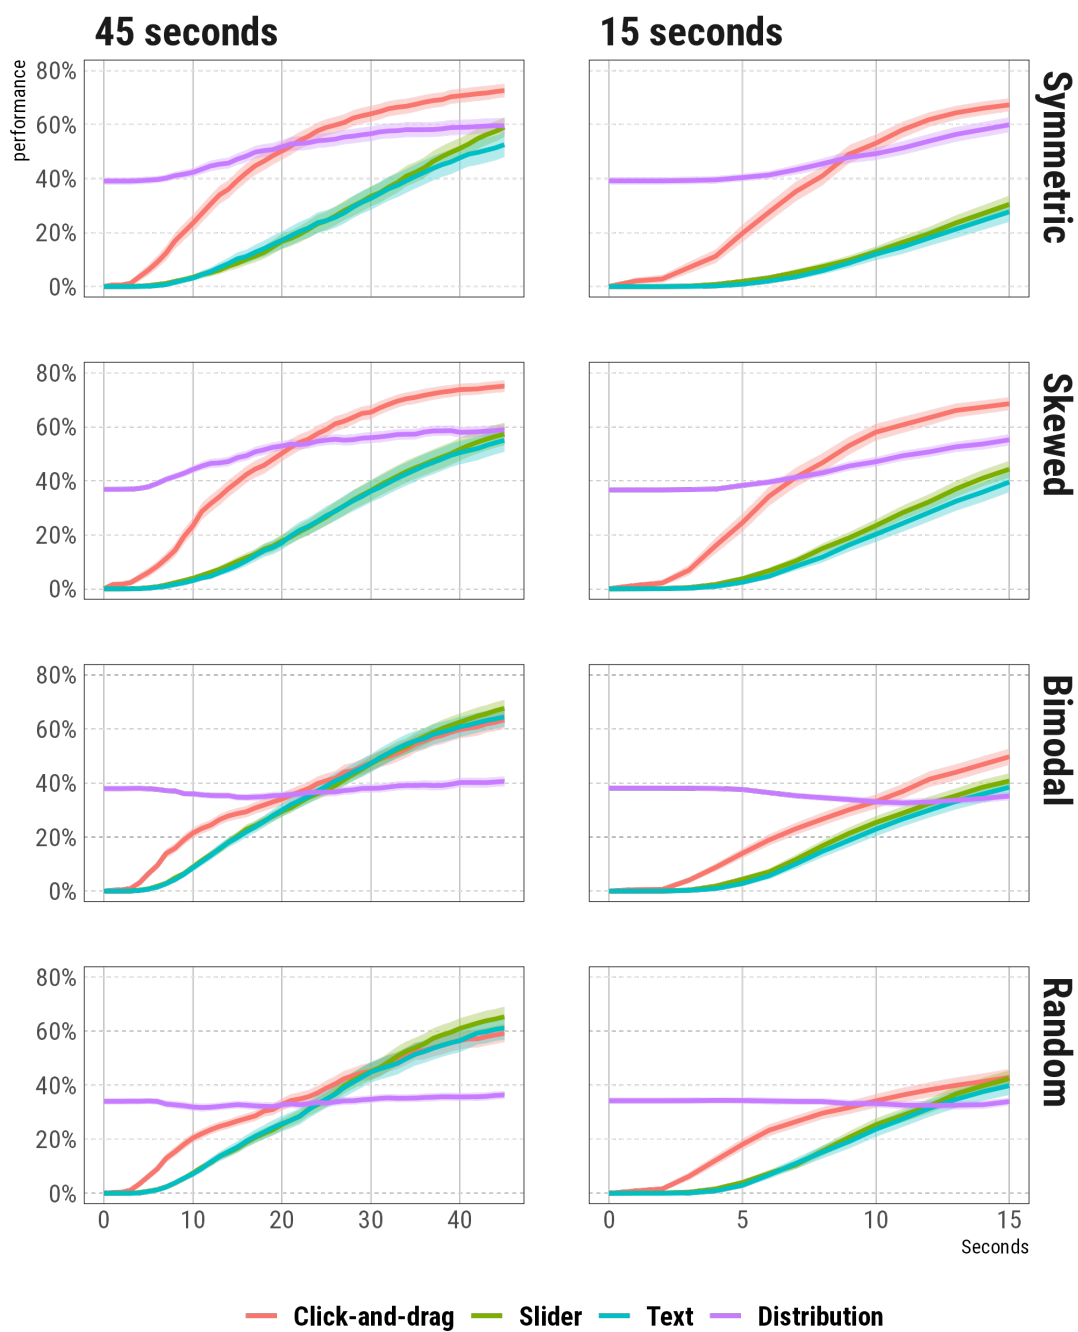 45 seconds
15 seconds
performance
80%
60%
40%
20%
0%
Symmetric
80%
60%
40%
20%
0%
Skewed
80%
60%
40%
20%
0%
Bimodal
80%
60%
40%
20%
0%
Random
0 10 20 30 40
0 5 10 15
Seconds
Click-and-drag Slider Text Distribution